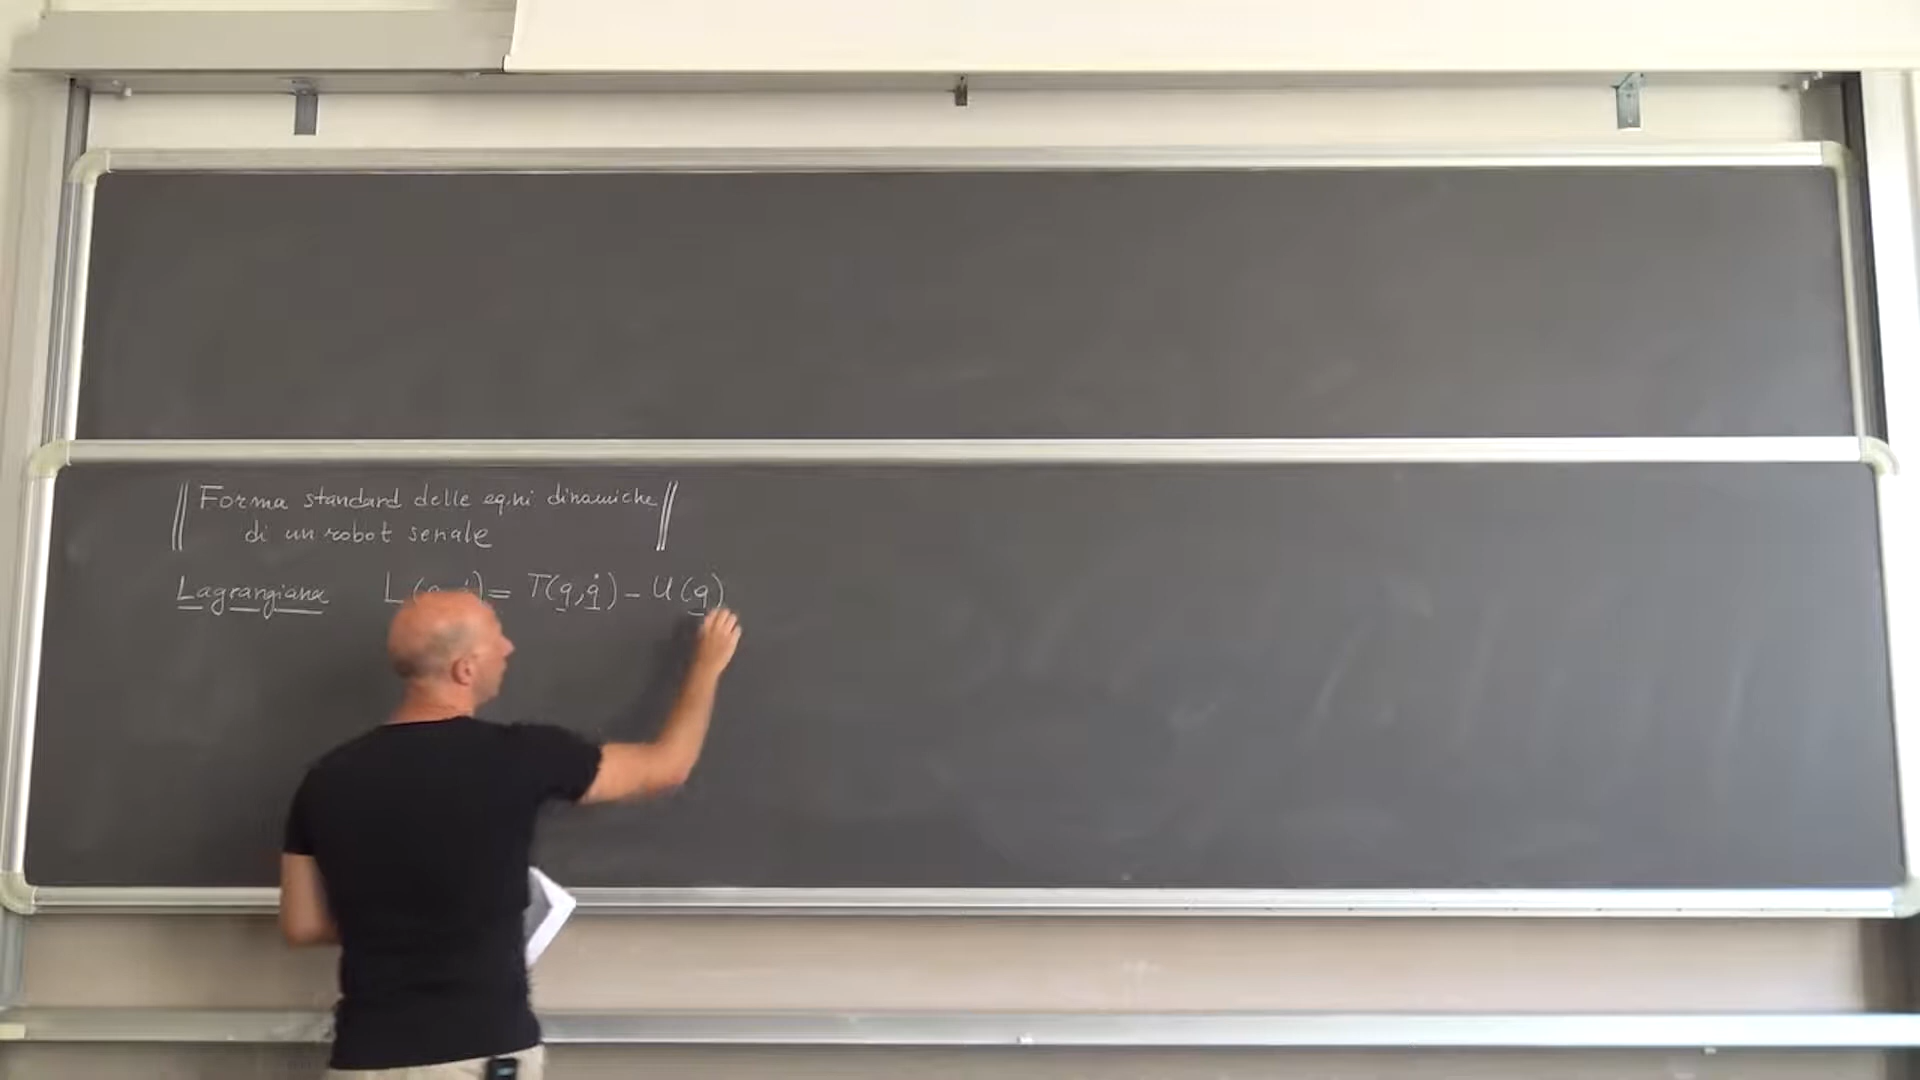 Forma standard delle eq.ni dinamiche
di un robot seriale
Lagrangiana L ( ) = T(q, q̇) - U(q)